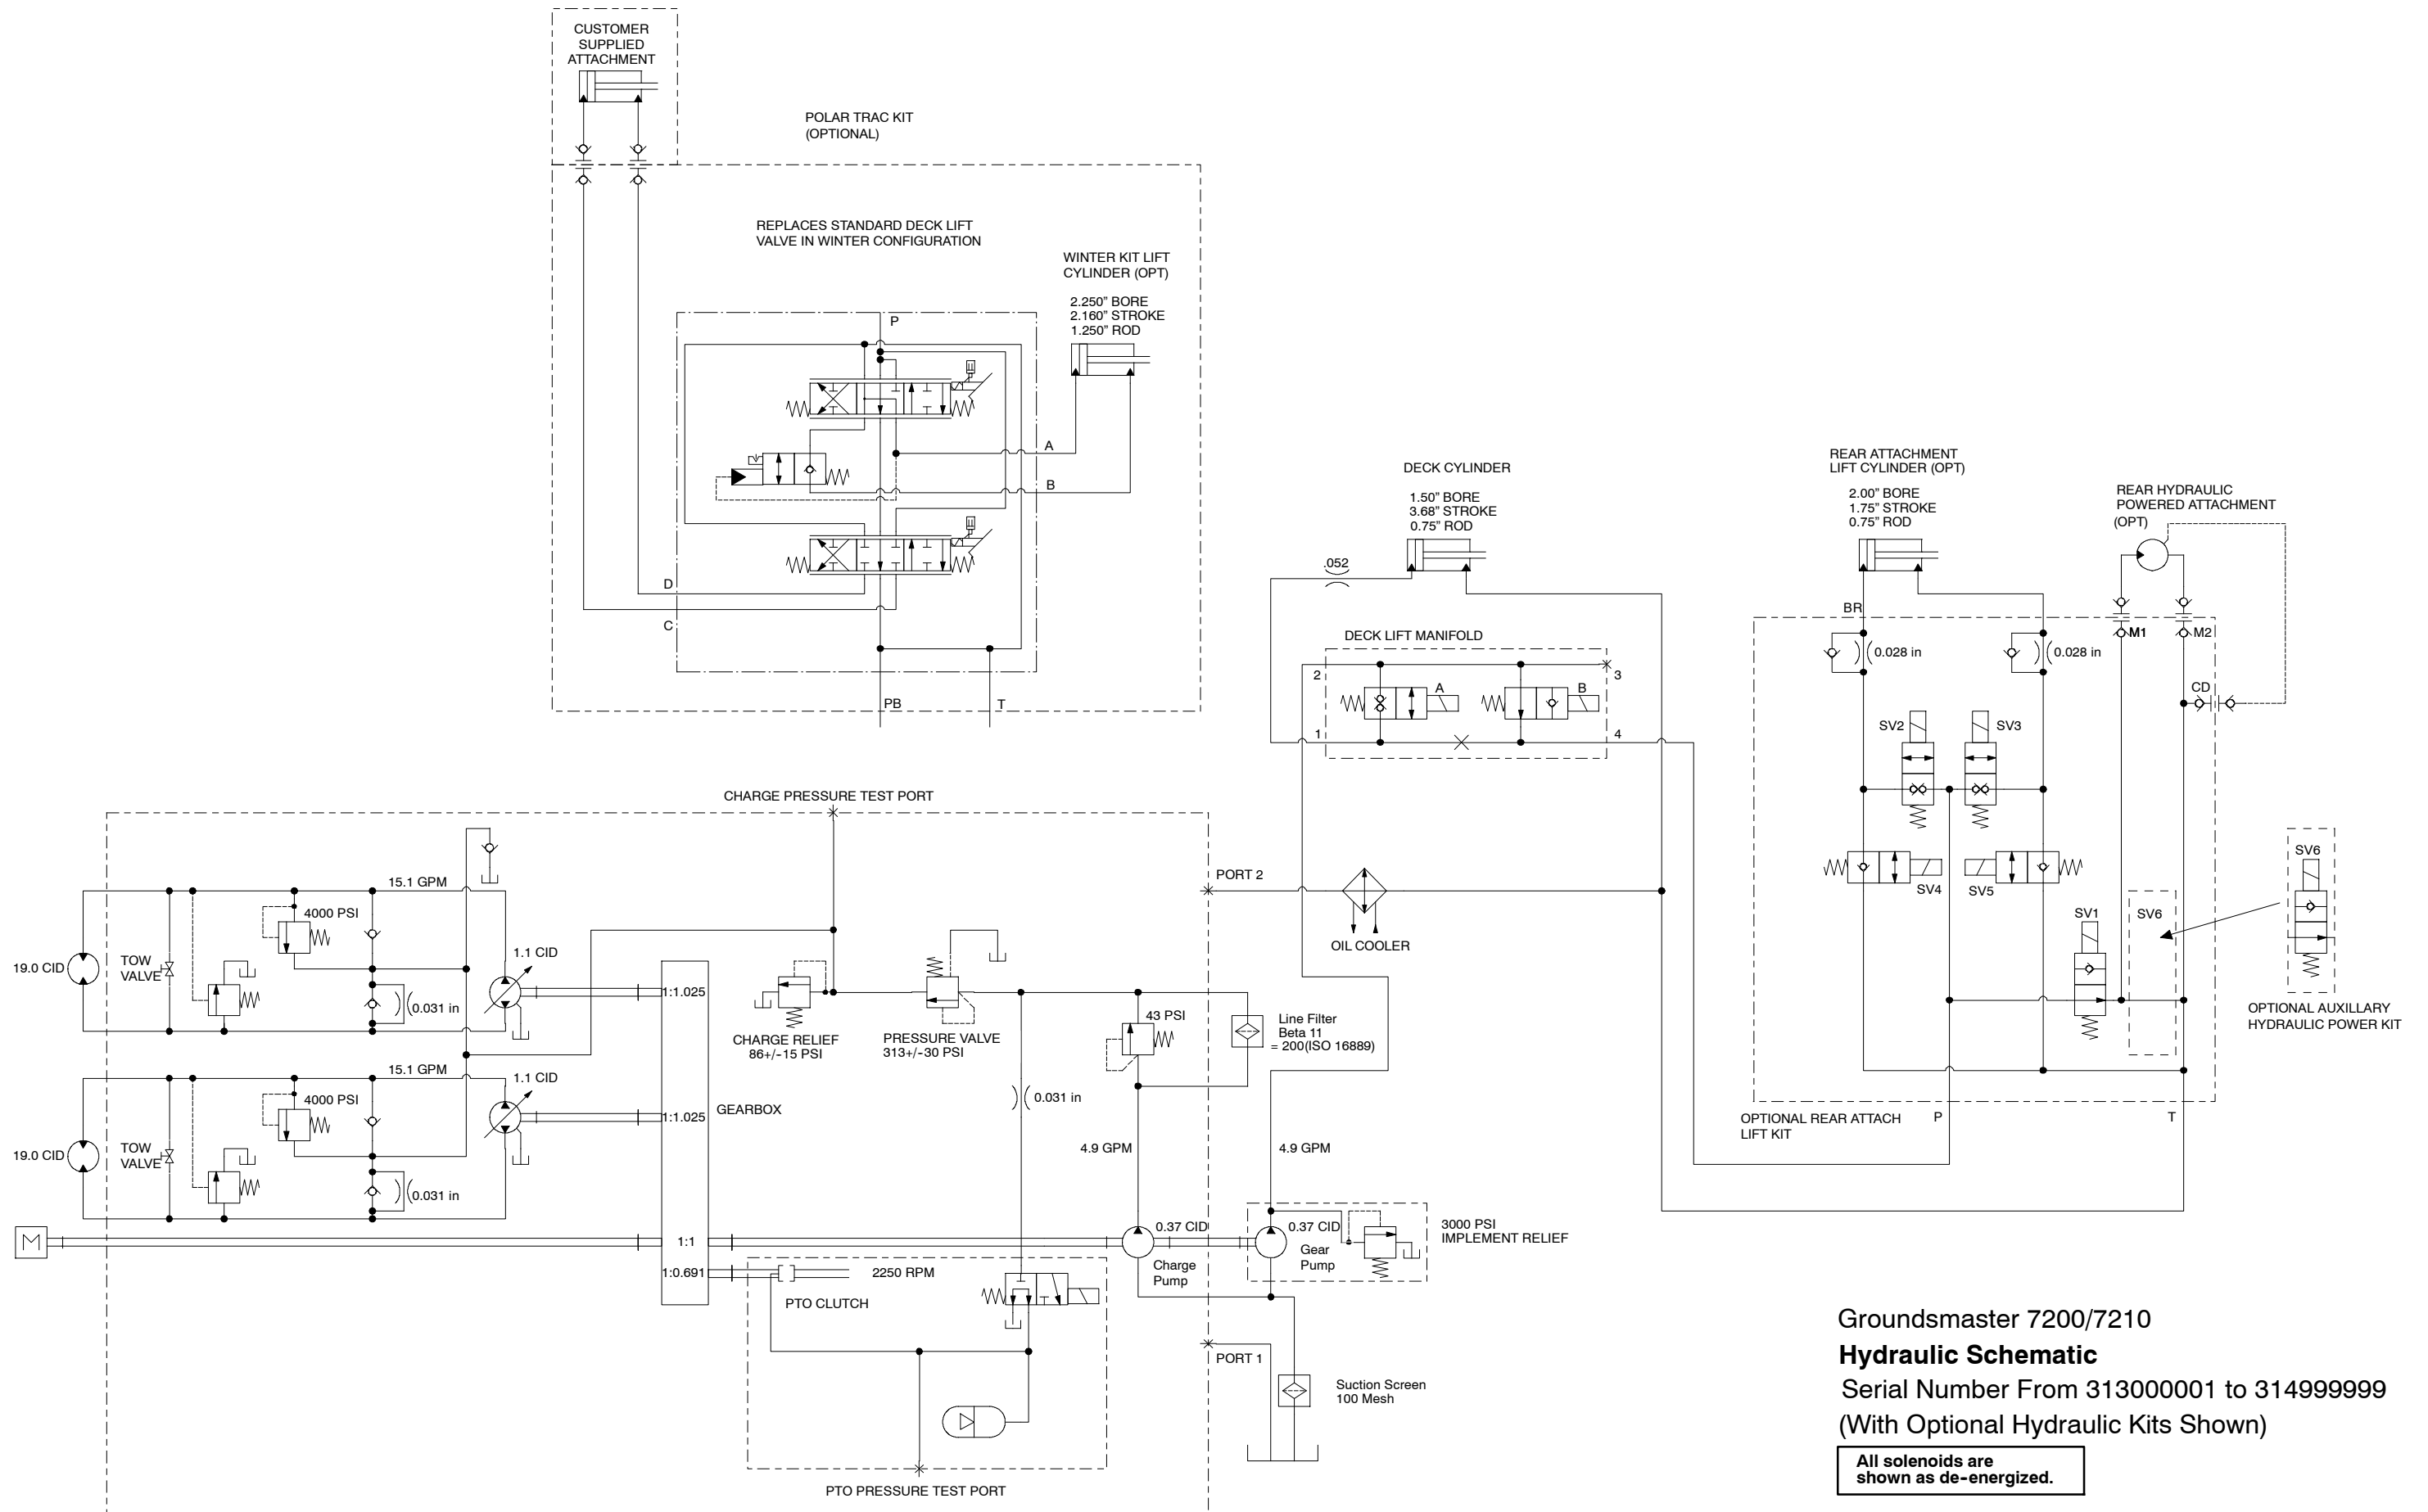 CUSTOMER
SUPPLIED
ATTACHMENT
POLAR TRAC KIT
(OPTIONAL)
REPLACES STANDARD DECK LIFT
VALVE IN WINTER CONFIGURATION
WINTER KIT LIFT
CYLINDER (OPT)
2.250” BORE
2.160” STROKE
1.250” ROD
P
A
B
D
C
PB
T
DECK CYLINDER
1.50” BORE
3.68” STROKE
0.75” ROD
.052
DECK LIFT MANIFOLD
2
3
A
B
1
4
REAR ATTACHMENT
LIFT CYLINDER (OPT)
2.00” BORE
1.75” STROKE
0.75” ROD
REAR HYDRAULIC
POWERED ATTACHMENT
(OPT)
BR
M1
M2
0.028 in
0.028 in
CD
SV2
SV3
SV4
SV5
SV1
SV6
SV6
OPTIONAL AUXILLARY
HYDRAULIC POWER KIT
OPTIONAL REAR ATTACH
LIFT KIT
P
T
CHARGE PRESSURE TEST PORT
PORT 2
OIL COOLER
15.1 GPM
4000 PSI
1.1 CID
19.0 CID
TOW
VALVE
0.031 in
1:1.025
CHARGE RELIEF
86+/-15 PSI
PRESSURE VALVE
313+/-30 PSI
43 PSI
Line Filter
Beta 11
= 200(ISO 16889)
15.1 GPM
4000 PSI
1.1 CID
19.0 CID
TOW
VALVE
0.031 in
1:1.025
GEARBOX
0.031 in
4.9 GPM
4.9 GPM
M
1:1
0.37 CID
Charge
Pump
0.37 CID
Gear
Pump
3000 PSI
IMPLEMENT RELIEF
1:0.691
2250 RPM
PTO CLUTCH
PORT 1
Suction Screen
100 Mesh
PTO PRESSURE TEST PORT
Groundsmaster 7200/7210
Hydraulic Schematic
Serial Number From 313000001 to 314999999
(With Optional Hydraulic Kits Shown)
All solenoids are
shown as de-energized.